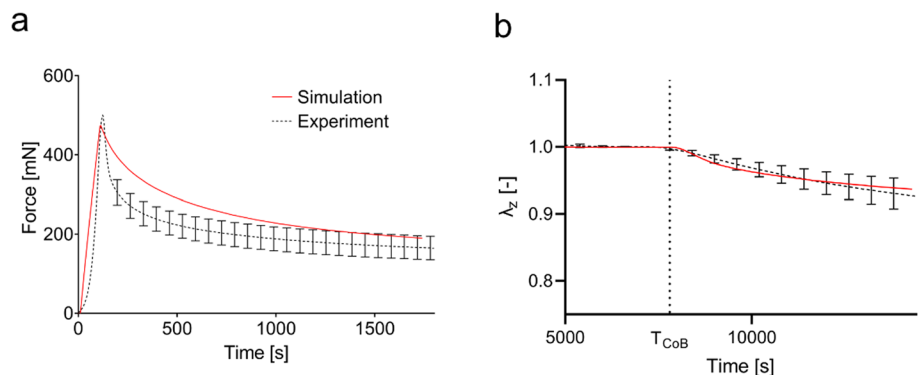 a
600
400
200
0
Force [mN]
Simulation
Experiment
0 500 1000 1500
Time [s]
b
1.1
1.0
0.9
0.8
λz [-]
5000 TCoB 10000
Time [s]